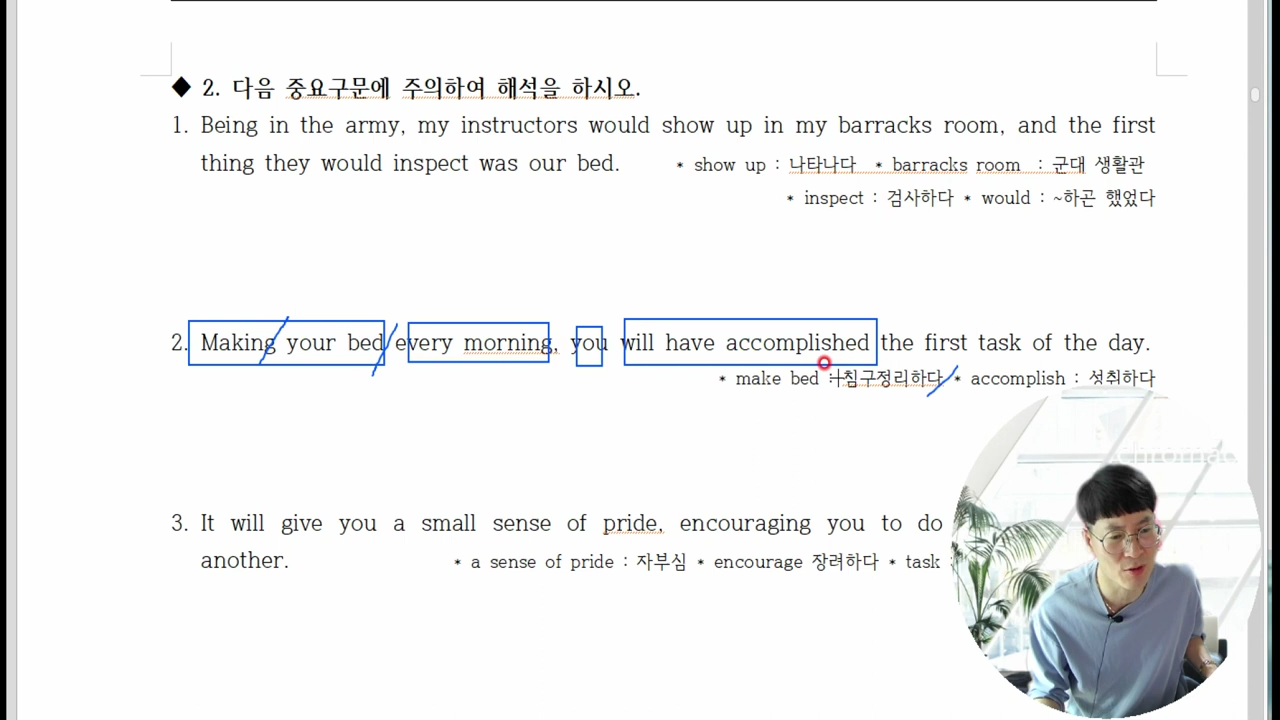 ◆ 2. 다음 중요구문에 주의하여 해석을 하시오.
1. Being in the army, my instructors would show up in my barracks room, and the first
thing they would inspect was our bed. * show up : 나타나다 * barracks room : 군대 생활관
* inspect : 검사하다 * would : ~하곤 했었다
2. Making your bed every morning, you will have accomplished the first task of the day.
* make bed : 침구정리하다 * accomplish : 성취하다
3. It will give you a small sense of pride, encouraging you to do
another. * a sense of pride : 자부심 * encourage 장려하다 * task :